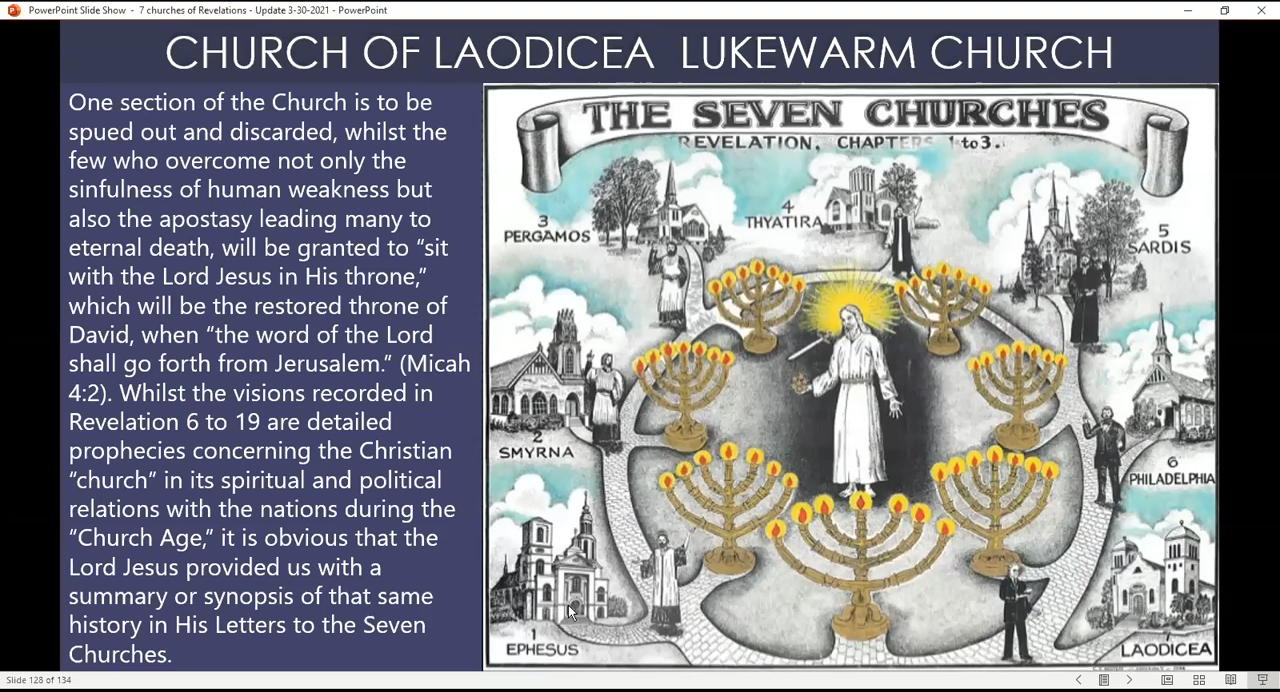 PowerPoint Slide Show - 7 churches of Revelations - Update 3-30-2021 - PowerPoint
CHURCH OF LAODICEA LUKEWARM CHURCH
One section of the Church is to be
spued out and discarded, whilst the
few who overcome not only the
sinfulness of human weakness but
also the apostasy leading many to
eternal death, will be granted to “sit
with the Lord Jesus in His throne,”
which will be the restored throne of
David, when “the word of the Lord
shall go forth from Jerusalem.” (Micah
4:2). Whilst the visions recorded in
Revelation 6 to 19 are detailed
prophecies concerning the Christian
“church” in its spiritual and political
relations with the nations during the
“Church Age,” it is obvious that the
Lord Jesus provided us with a
summary or synopsis of that same
history in His Letters to the Seven
Churches.
THE SEVEN CHURCHES
REVELATION, CHAPTERS 1 to 3.
3
PERGAMOS
4
THYATIRA
5
SARDIS
2
SMYRNA
6
PHILADELPHIA
1
EPHESUS
LAODICEA
Slide 128 of 134